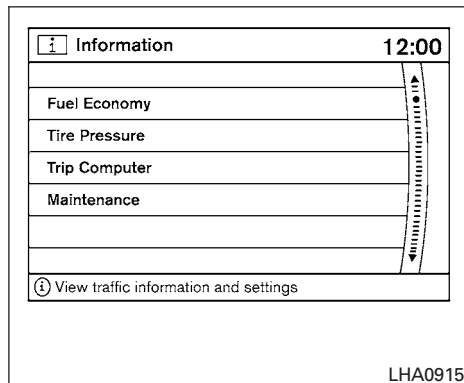 i Information 12:00
Fuel Economy
Tire Pressure
Trip Computer
Maintenance
i View traffic information and settings
LHA0915